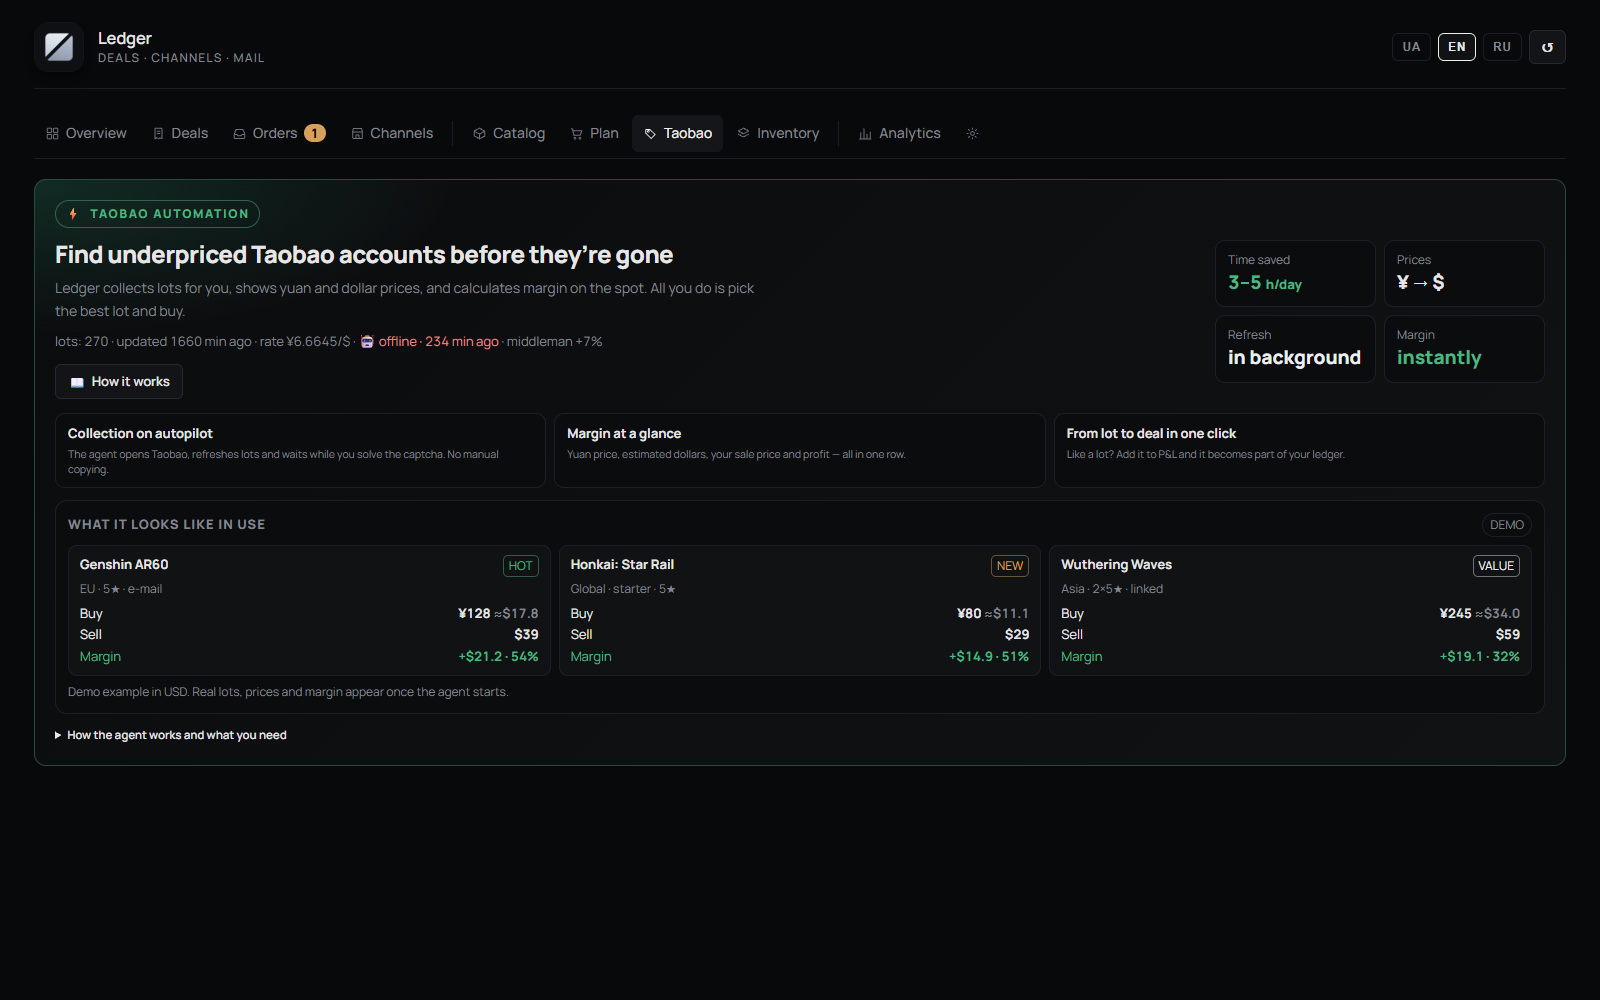 Ledger
DEALS · CHANNELS · MAIL
UA EN RU ↺
Overview Deals Orders 1 Channels Catalog Plan Taobao Inventory Analytics
TAOBAO AUTOMATION
Find underpriced Taobao accounts before they’re gone
Ledger collects lots for you, shows yuan and dollar prices, and calculates margin on the spot. All you do is pick
the best lot and buy.
lots: 270 · updated 1660 min ago · rate ¥6.6645/$ · offline · 234 min ago · middleman +7%
How it works
Time saved
3–5 h/day
Prices
¥ → $
Refresh
in background
Margin
instantly
Collection on autopilot
The agent opens Taobao, refreshes lots and waits while you solve the captcha. No manual
copying.
Margin at a glance
Yuan price, estimated dollars, your sale price and profit — all in one row.
From lot to deal in one click
Like a lot? Add it to P&L and it becomes part of your ledger.
WHAT IT LOOKS LIKE IN USE
DEMO
Genshin AR60 HOT
EU · 5★ · e-mail
Buy ¥128 ≈$17.8
Sell $39
Margin +$21.2 · 54%
Honkai: Star Rail NEW
Global · starter · 5★
Buy ¥80 ≈$11.1
Sell $29
Margin +$14.9 · 51%
Wuthering Waves VALUE
Asia · 2×5★ · linked
Buy ¥245 ≈$34.0
Sell $59
Margin +$19.1 · 32%
Demo example in USD. Real lots, prices and margin appear once the agent starts.
How the agent works and what you need